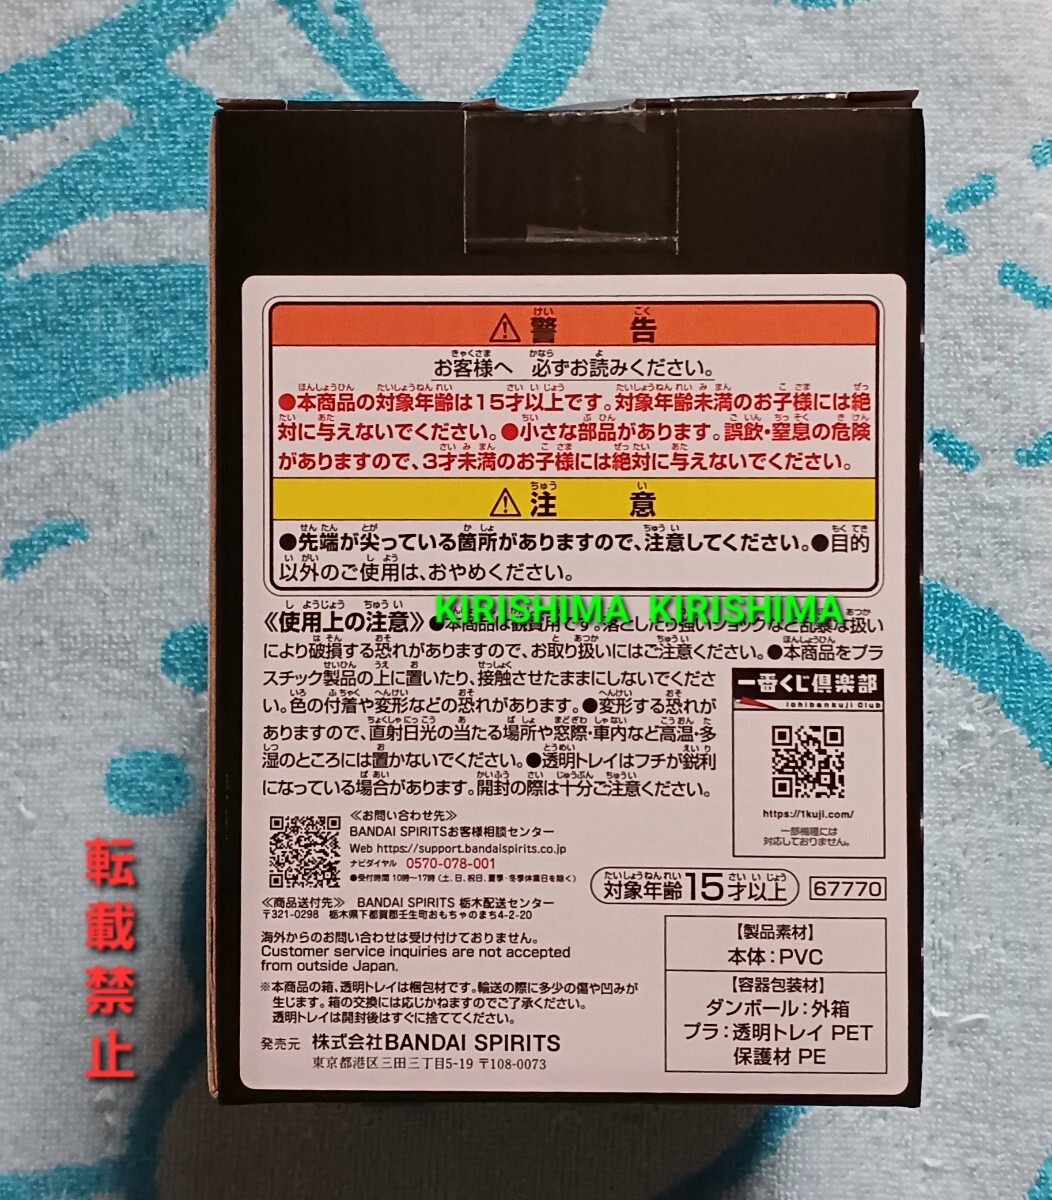 ⚠警告
お客様へ 必ずお読みください。
●本商品の対象年齢は15才以上です。対象年齢未満のお子様には絶
対に与えないでください。●小さな部品があります。誤飲・窒息の危険
がありますので、3才未満のお子様には絶対に与えないでください。
⚠注意
●先端が尖っている箇所がありますので、注意してください。●目的
以外のご使用は、おやめください。
KIRISHIMA KIRISHIMA
《使用上の注意》●本商品は観賞用です。落としたり強いショックなど乱暴な扱い
により破損する恐れがありますので、お取り扱いにはご注意ください。●本商品をプラ
スチック製品の上に置いたり、接触させたままにしないでくださ
い。色の付着や変形などの恐れがあります。●変形する恐れが
ありますので、直射日光の当たる場所や窓際・車内など高温・多
湿のところには置かないでください。●透明トレイはフチが鋭利
になっている場合があります。開封の際は十分ご注意ください。
一番くじ倶楽部
ichibankuji Club
https://1kuji.com/
一部機種には
対応しておりません。
≪お問い合わせ先≫
BANDAI SPIRITSお客様相談センター
Web https://support.bandaispirits.co.jp
ナビダイヤル 0570-078-001
●受付時間 10時〜17時(土、日、祝日、夏季・冬季休業日を除く)
≪商品送付先≫ BANDAI SPIRITS 栃木配送センター
〒321-0298 栃木県下都賀郡壬生町おもちゃのまち4-2-20
対象年齢15才以上
67770
海外からのお問い合わせは受け付けておりません。
Customer service inquiries are not accepted
from outside Japan.
※本商品の箱、透明トレイは梱包材です。輸送の際に多少の傷や凹みが
生じます。箱の交換には応じかねますのでご了承ください。
透明トレイは開封後はすぐに捨ててください。
発売元 株式会社BANDAI SPIRITS
東京都港区三田三丁目5-19 〒108-0073
【製品素材】
本体:PVC
【容器包装材】
ダンボール:外箱
プラ:透明トレイ PET
保護材 PE
転載禁止